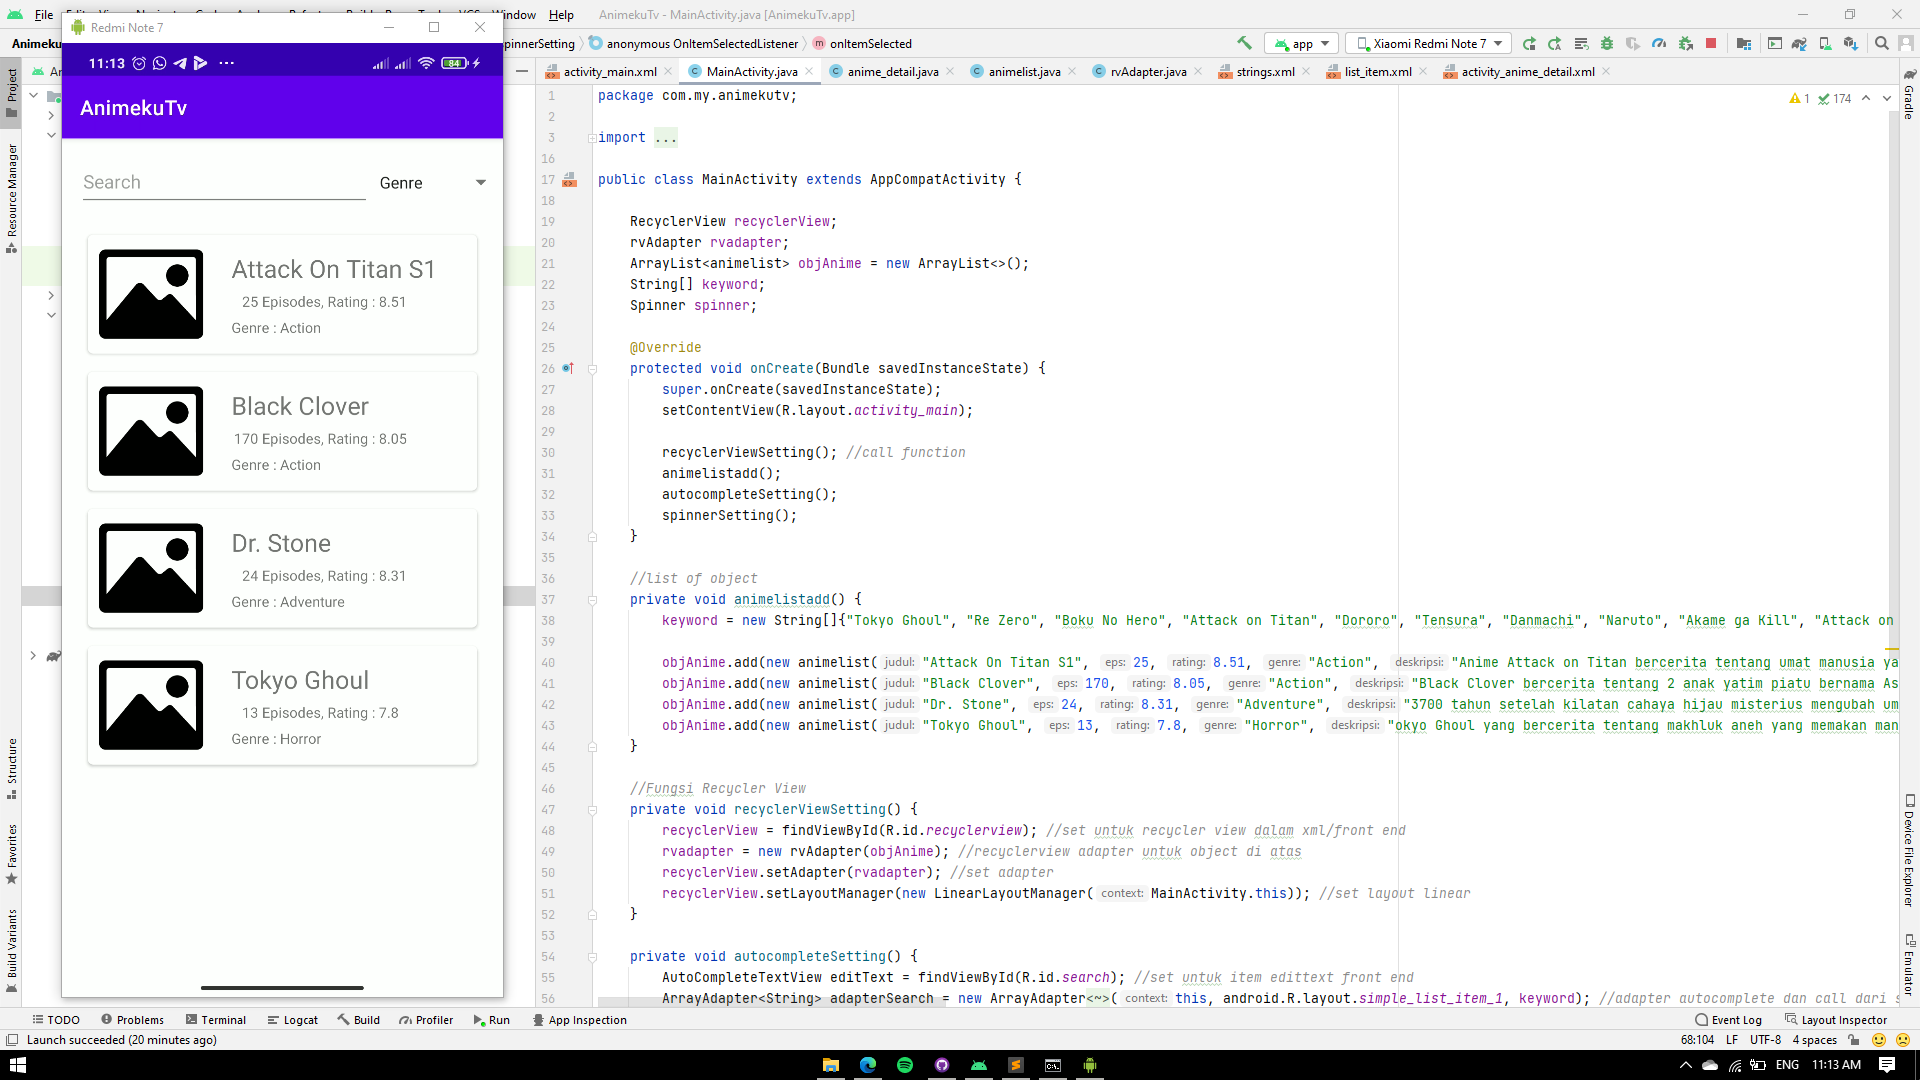 File
Window Help AnimekuTv - MainActivity.java [AnimekuTv.app]
Redmi Note 7
Animeku
pinnerSetting anonymous OnItemSelectedListener onItemSelected
app Xiaomi Redmi Note 7
activity_main.xml MainActivity.java anime_detail.java animelist.java rvAdapter.java strings.xml list_item.xml activity_anime_detail.xml
11:13 84
AnimekuTv
Search Genre
Attack On Titan S1
25 Episodes, Rating : 8.51
Genre : Action
Black Clover
170 Episodes, Rating : 8.05
Genre : Action
Dr. Stone
24 Episodes, Rating : 8.31
Genre : Adventure
Tokyo Ghoul
13 Episodes, Rating : 7.8
Genre : Horror
Project
Resource Manager
Structure
Favorites
Build Variants
1 174
1 package com.my.animekutv;
2
3 import ...
16
17 public class MainActivity extends AppCompatActivity {
18
19 RecyclerView recyclerView;
20 rvAdapter rvadapter;
21 ArrayList<animelist> objAnime = new ArrayList<>();
22 String[] keyword;
23 Spinner spinner;
24
25 @Override
26 protected void onCreate(Bundle savedInstanceState) {
27 super.onCreate(savedInstanceState);
28 setContentView(R.layout.activity_main);
29
30 recyclerViewSetting(); //call function
31 animelistadd();
32 autocompleteSetting();
33 spinnerSetting();
34 }
35
36 //list of object
37 private void animelistadd() {
38 keyword = new String[]{"Tokyo Ghoul", "Re Zero", "Boku No Hero", "Attack on Titan", "Dororo", "Tensura", "Danmachi", "Naruto", "Akame ga Kill", "Attack on
39
40 objAnime.add(new animelist( judul: "Attack On Titan S1", eps: 25, rating: 8.51, genre: "Action", deskripsi: "Anime Attack on Titan bercerita tentang umat manusia ya
41 objAnime.add(new animelist( judul: "Black Clover", eps: 170, rating: 8.05, genre: "Action", deskripsi: "Black Clover bercerita tentang 2 anak yatim piatu bernama As
42 objAnime.add(new animelist( judul: "Dr. Stone", eps: 24, rating: 8.31, genre: "Adventure", deskripsi: "3700 tahun setelah kilatan cahaya hijau misterius mengubah um
43 objAnime.add(new animelist( judul: "Tokyo Ghoul", eps: 13, rating: 7.8, genre: "Horror", deskripsi: "okyo Ghoul yang bercerita tentang makhluk aneh yang memakan man
44 }
45
46 //Fungsi Recycler View
47 private void recyclerViewSetting() {
48 recyclerView = findViewById(R.id.recyclerview); //set untuk recycler view dalam xml/front end
49 rvadapter = new rvAdapter(objAnime); //recyclerview adapter untuk object di atas
50 recyclerView.setAdapter(rvadapter); //set adapter
51 recyclerView.setLayoutManager(new LinearLayoutManager( context: MainActivity.this)); //set layout linear
52 }
53
54 private void autocompleteSetting() {
55 AutoCompleteTextView editText = findViewById(R.id.search); //set untuk item edittext front end
56 ArrayAdapter<String> adapterSearch = new ArrayAdapter<~>( context: this, android.R.layout.simple_list_item_1, keyword); //adapter autocomplete dan call dari s
Gradle
Device File Explorer
Emulator
TODO Problems Terminal Logcat Build Profiler Run App Inspection Event Log Layout Inspector
Launch succeeded (20 minutes ago) 68:104 LF UTF-8 4 spaces
ENG 11:13 AM